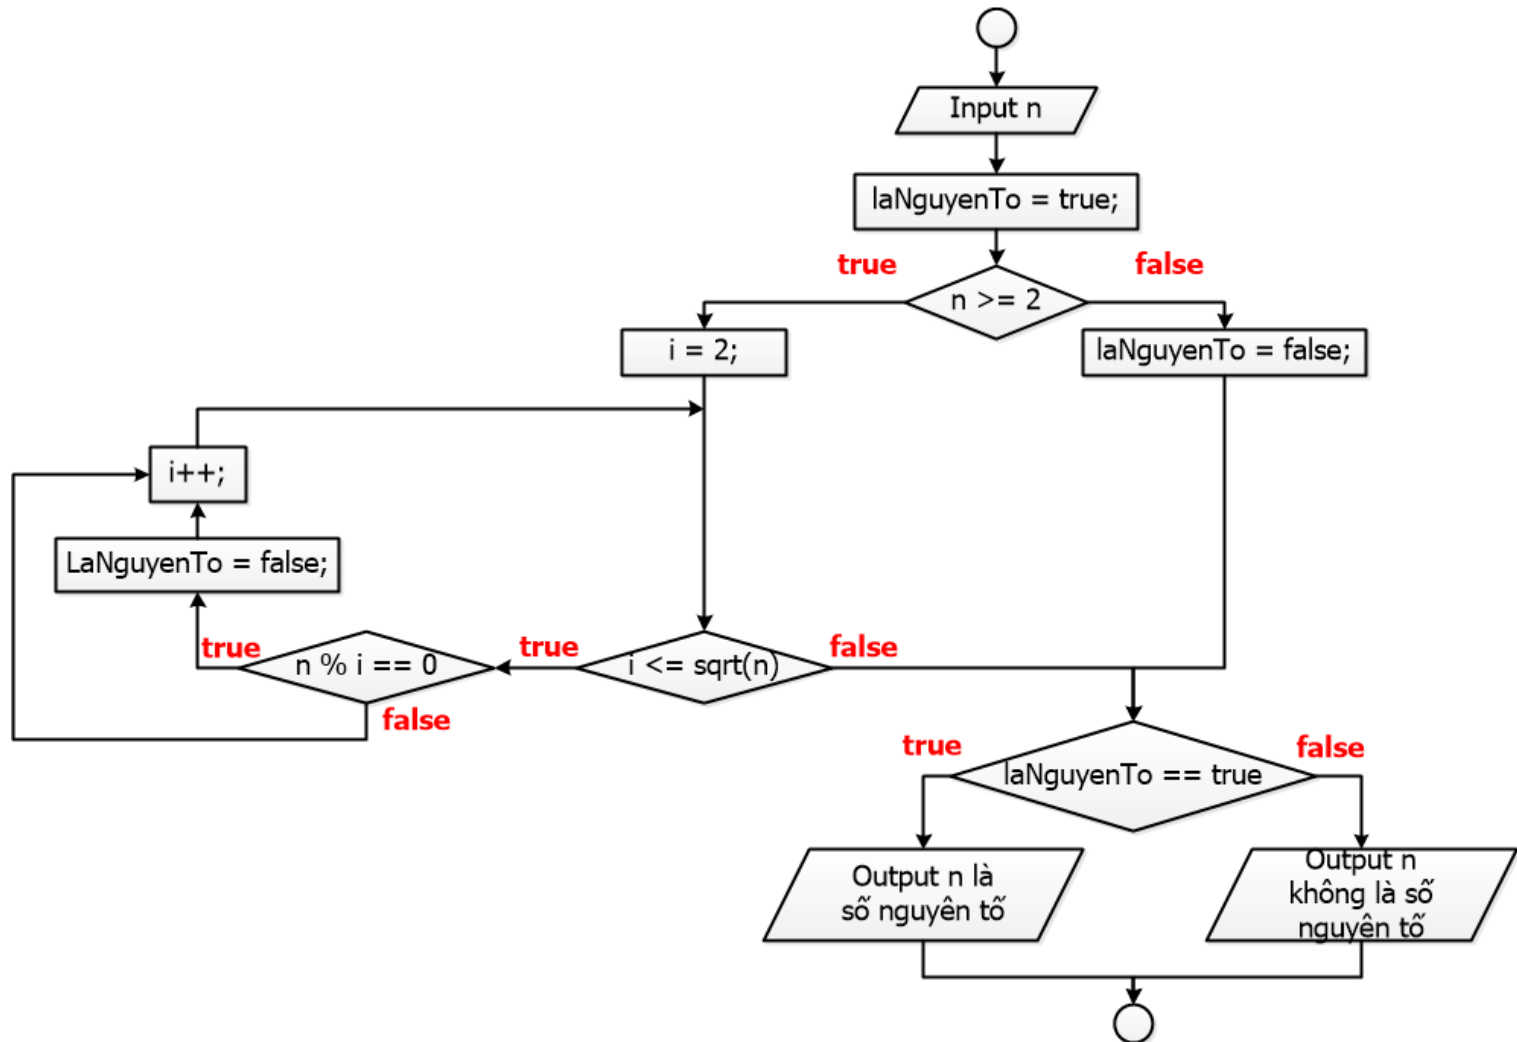 Input n
laNguyenTo = true;
true
false
n >= 2
i = 2;
laNguyenTo = false;
i++;
LaNguyenTo = false;
true
n % i == 0
true
i <= sqrt(n)
false
false
true
laNguyenTo == true
false
Output n là
số nguyên tố
Output n
không là số
nguyên tố